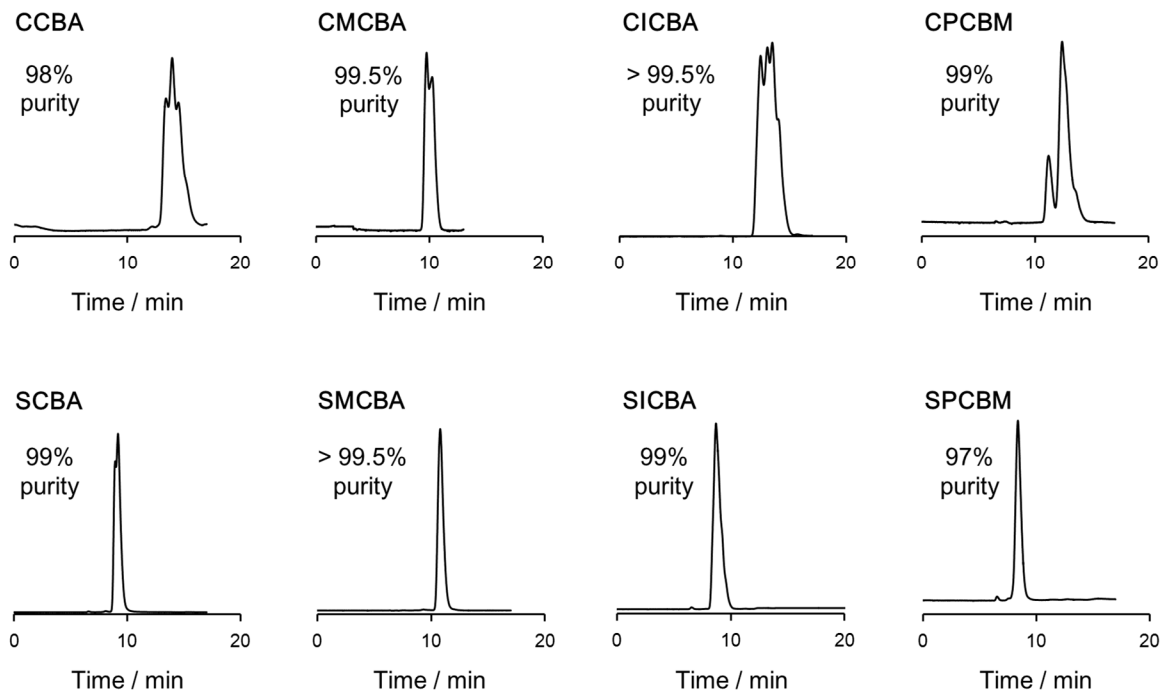 CCBA
98%
purity
0 10 20
Time / min
CMCBA
99.5%
purity
0 10 20
Time / min
CICBA
> 99.5%
purity
0 10 20
Time / min
CPCBM
99%
purity
0 10 20
Time / min
SCBA
99%
purity
0 10 20
Time / min
SMCBA
> 99.5%
purity
0 10 20
Time / min
SICBA
99%
purity
0 10 20
Time / min
SPCBM
97%
purity
0 10 20
Time / min